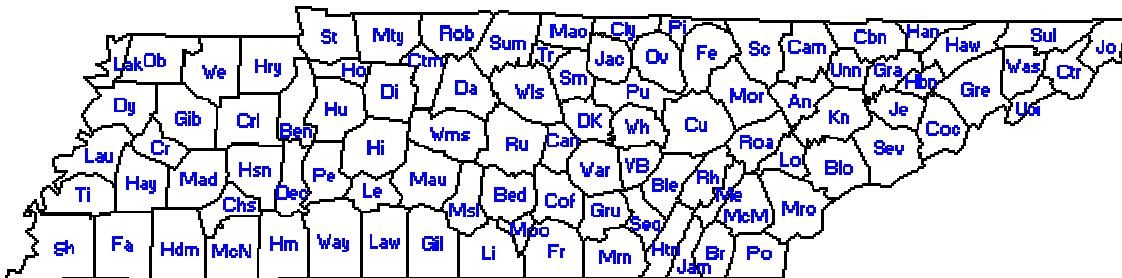 St Mty Rob Sum Mao Cly Pi
Lak Ob We Hry Ho Ctm Tr Jac Ov Fe Sc Cam Cbn Han Haw Sul Jo
Dy Gib Crl Ben Hu Di Da Wls Sm Pu Mor An Unn Gra Hbn Gre Was Ctr
Lau Cr Hi Wms Ru Can DK Wh Cu Roa Kn Je Coc Uoi
Ti Hay Mad Hsn Dec Pe Le Mau Bed War VB Ble Rh Lo Blo Sev
Chs Msl Cof Gru Seq Me McM Mro
Sh Fa Hdm McN Hm Way Law Gil Li Moo Fr Mrn Htn Jam Br Po